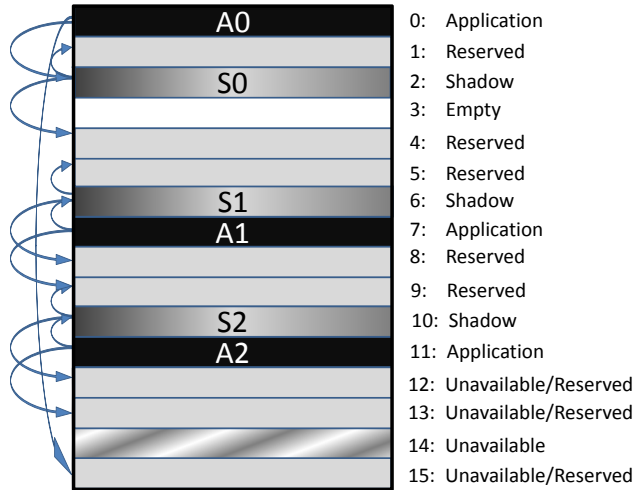 A0
S0
S1
A1
S2
A2
0: Application
1: Reserved
2: Shadow
3: Empty
4: Reserved
5: Reserved
6: Shadow
7: Application
8: Reserved
9: Reserved
10: Shadow
11: Application
12: Unavailable/Reserved
13: Unavailable/Reserved
14: Unavailable
15: Unavailable/Reserved